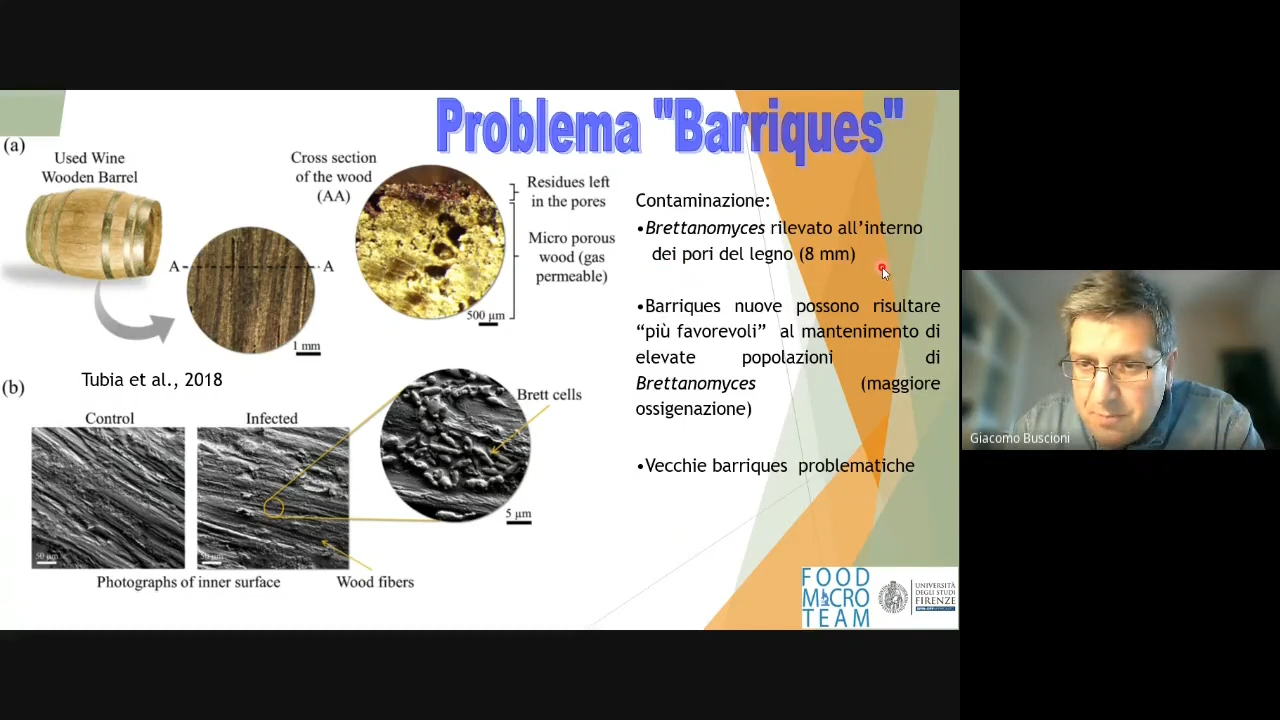 Problema "Barriques"
(a)
Used Wine
Wooden Barrel
Cross section
of the wood
(AA)
Residues left
in the pores
Micro porous
wood (gas
permeable)
A
A
1 mm
500 µm
Tubia et al., 2018
(b)
Control
Infected
Brett cells
50 µm
50 µm
5 µm
Photographs of inner surface
Wood fibers
Contaminazione:
•Brettanomyces rilevato all’interno
dei pori del legno (8 mm)
•Barriques nuove possono risultare
“più favorevoli” al mantenimento di
elevate popolazioni di
Brettanomyces (maggiore
ossigenazione)
•Vecchie barriques problematiche
FOOD
MICRO
TEAM
UNIVERSITÀ
DEGLI STUDI
FIRENZE
Giacomo Buscioni